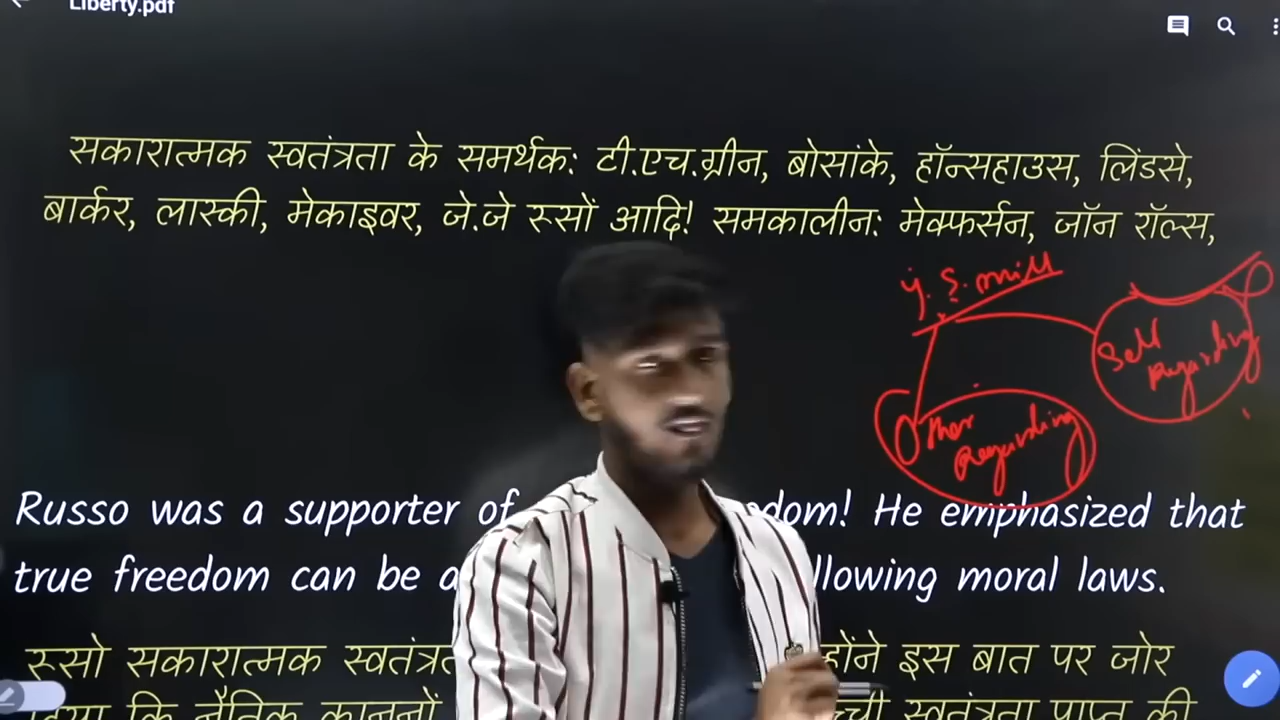 Liberty.pdf
सकारात्मक स्वतंत्रता के समर्थक: टी.एच.ग्रीन, बोसांके, हॉन्सहाउस, लिंडसे,
बार्कर, लास्की, मेकाइवर, जे.जे रूसों आदि! समकालीन: मेक्फर्सन, जॉन रॉल्स,
J. S. mill
Self
Regarding
Other
Regarding
Russo was a supporter of dom! He emphasized that
true freedom can be a llowing moral laws.
रूसो सकारात्मक इस बात पर जोर
कि नैतिक स्वतंत्रता प्राप्त की